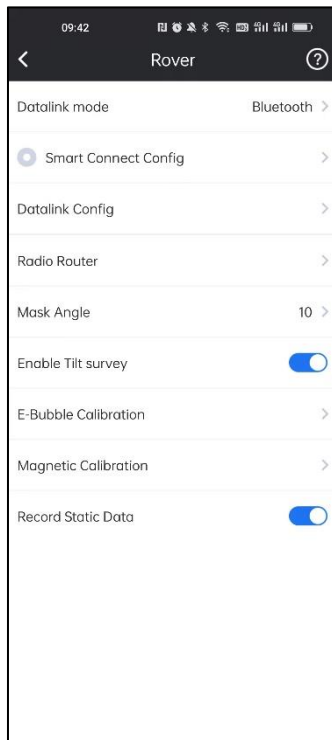 09:42
Rover
Datalink mode Bluetooth
Smart Connect Config
Datalink Config
Radio Router
Mask Angle 10
Enable Tilt survey
E-Bubble Calibration
Magnetic Calibration
Record Static Data